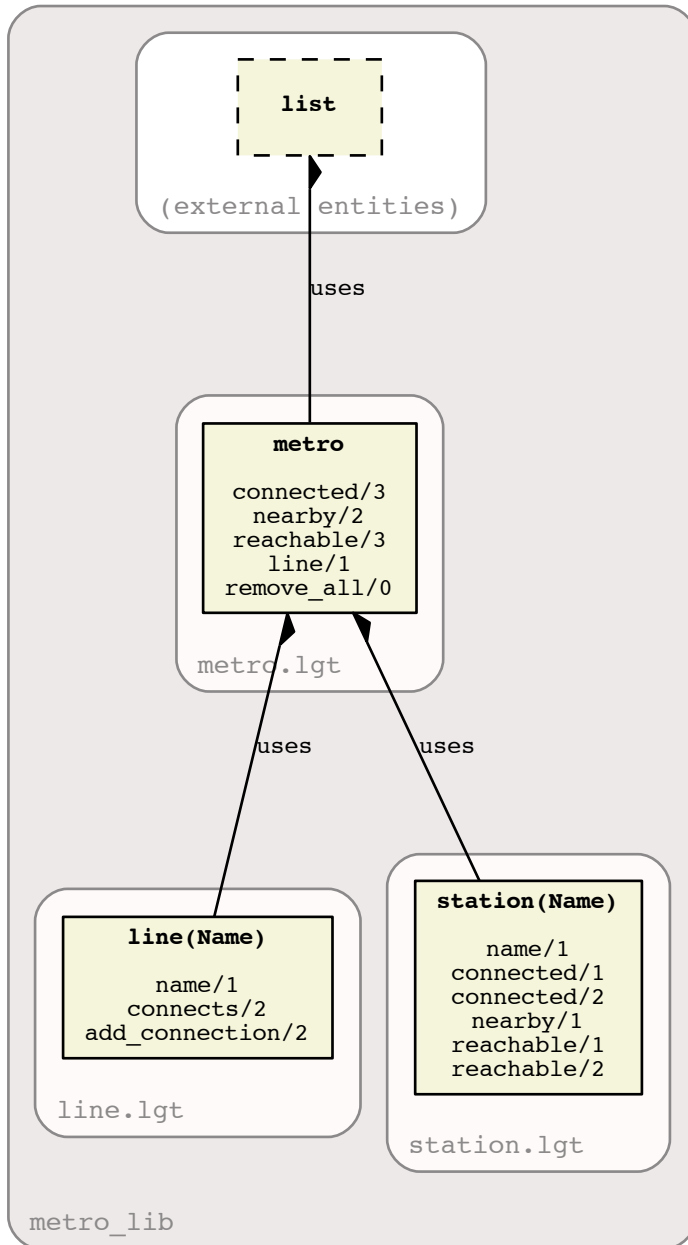 list
(external entities)
uses
metro
connected/3
nearby/2
reachable/3
line/1
remove_all/0
metro.lgt
uses
uses
line(Name)
name/1
connects/2
add_connection/2
line.lgt
station(Name)
name/1
connected/1
connected/2
nearby/1
reachable/1
reachable/2
station.lgt
metro_lib